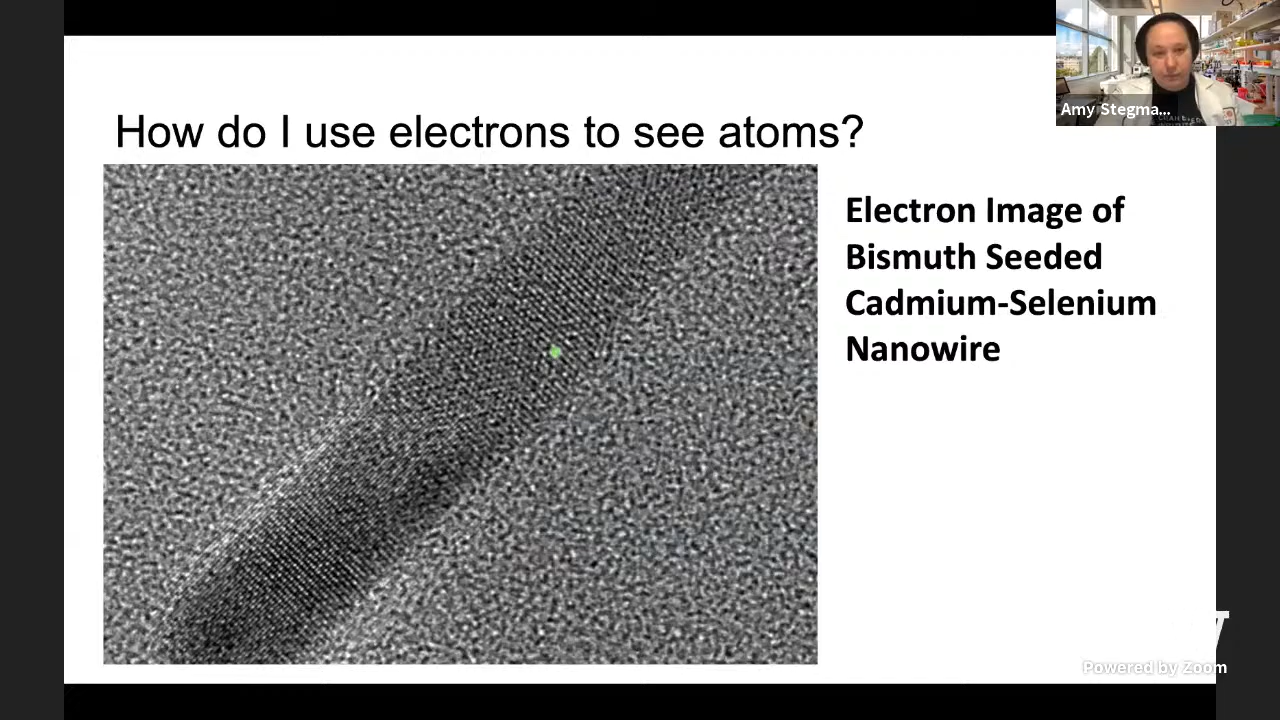 Amy Stegma...
How do I use electrons to see atoms?
Electron Image of
Bismuth Seeded
Cadmium-Selenium
Nanowire
Powered by Zoom